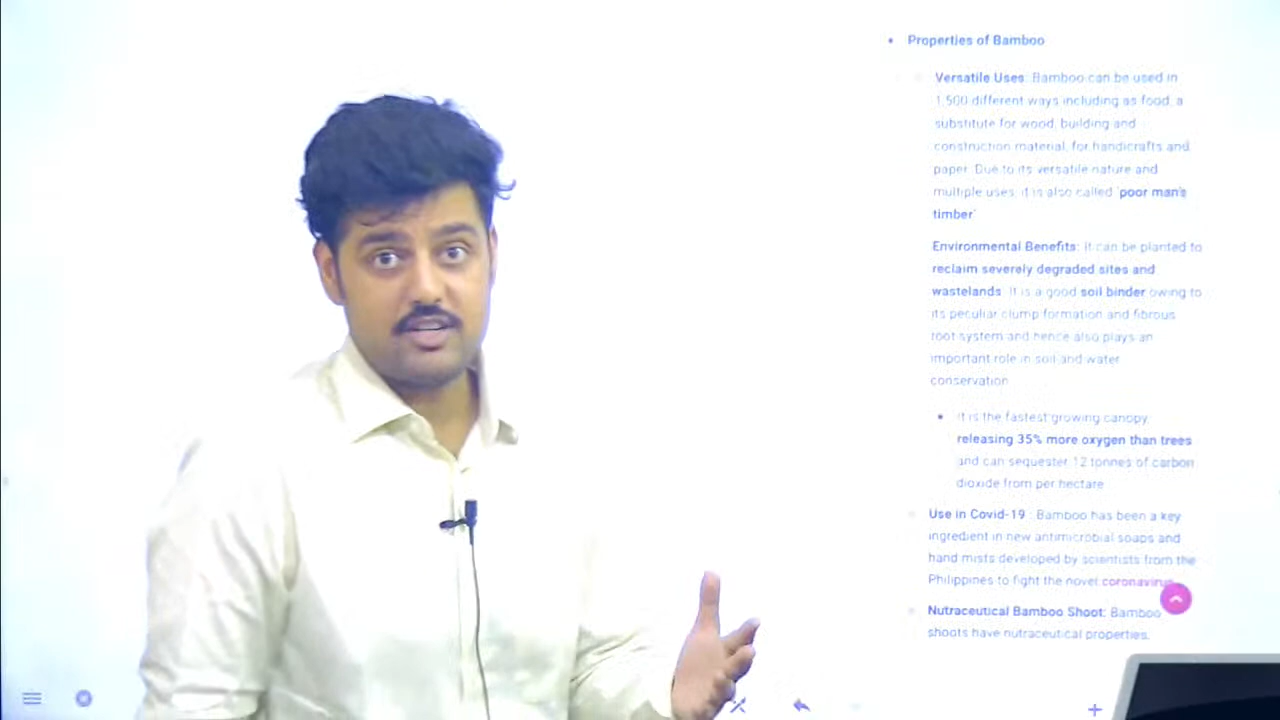 Properties of Bamboo
Versatile Uses: Bamboo can be used in
1,500 different ways including as food, a
substitute for wood, building and
construction material, for handicrafts and
paper. Due to its versatile nature and
multiple uses, it is also called 'poor man's
timber'
Environmental Benefits: It can be planted to
reclaim severely degraded sites and
wastelands. It is a good soil binder owing to
its peculiar clump formation and fibrous
root system and hence also plays an
important role in soil and water
conservation.
It is the fastest growing canopy,
releasing 35% more oxygen than trees
and can sequester 12 tonnes of carbon
dioxide from per hectare
Use in Covid-19 : Bamboo has been a key
ingredient in new antimicrobial soaps and
hand mists developed by scientists from the
Philippines to fight the novel coronavirus
Nutraceutical Bamboo Shoot: Bamboo
shoots have nutraceutical properties.